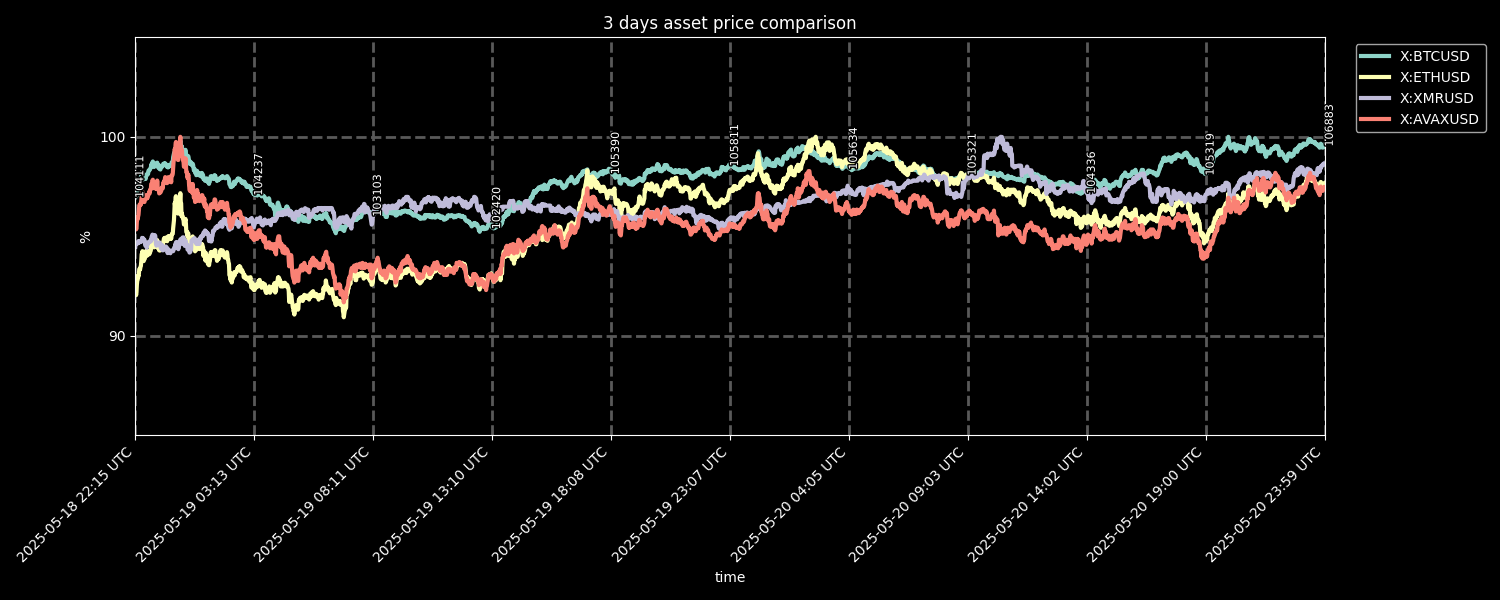 3 days asset price comparison
X:BTCUSD
X:ETHUSD
X:XMRUSD
X:AVAXUSD
100
90
%
104111
104237
103103
102420
105390
105811
105634
105321
104336
105319
106883
2025-05-18 22:15 UTC
2025-05-19 03:13 UTC
2025-05-19 08:11 UTC
2025-05-19 13:10 UTC
2025-05-19 18:08 UTC
2025-05-19 23:07 UTC
2025-05-20 04:05 UTC
2025-05-20 09:03 UTC
2025-05-20 14:02 UTC
2025-05-20 19:00 UTC
2025-05-20 23:59 UTC
time